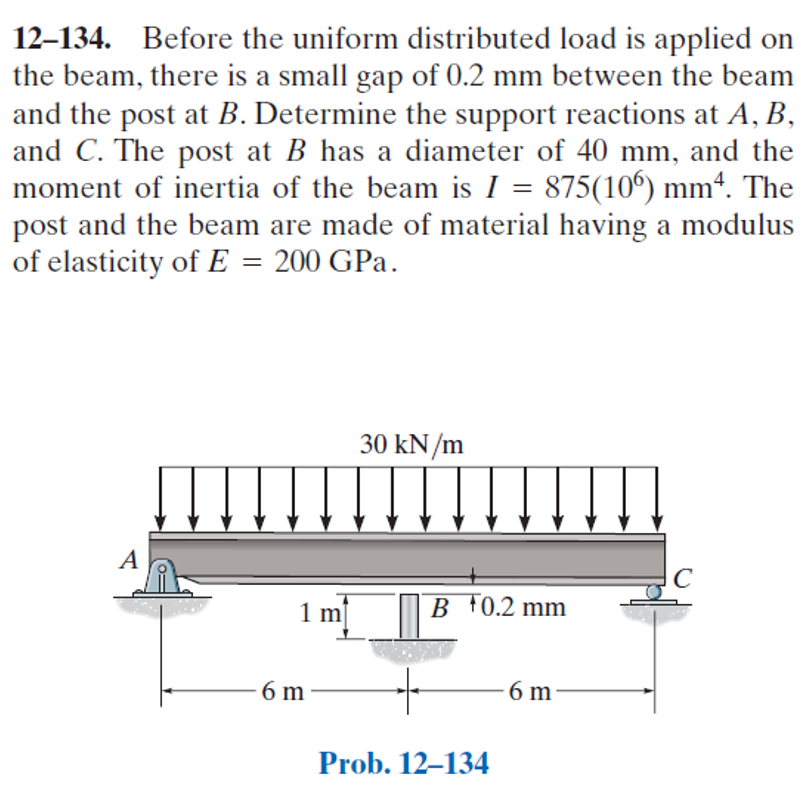 12–134. Before the uniform distributed load is applied on
the beam, there is a small gap of 0.2 mm between the beam
and the post at B. Determine the support reactions at A, B,
and C. The post at B has a diameter of 40 mm, and the
moment of inertia of the beam is I = 875(10⁶) mm⁴. The
post and the beam are made of material having a modulus
of elasticity of E = 200 GPa.
30 kN/m
A
C
1 m
B
0.2 mm
6 m
6 m
Prob. 12–134